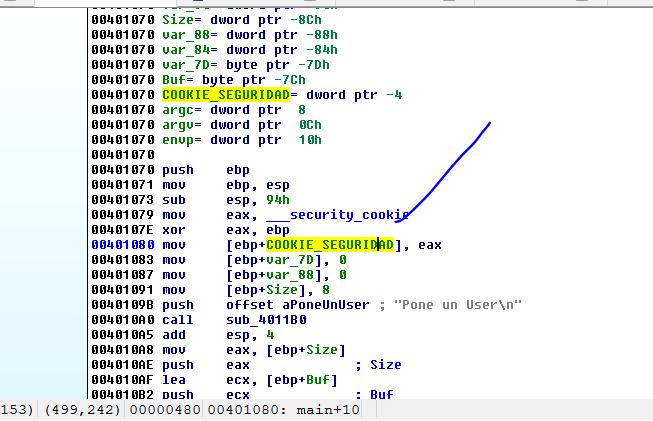 00401070 Size= dword ptr -8Ch
00401070 var_88= dword ptr -88h
00401070 var_84= dword ptr -84h
00401070 var_7D= byte ptr -7Dh
00401070 Buf= byte ptr -7Ch
00401070 COOKIE_SEGURIDAD= dword ptr -4
00401070 argc= dword ptr  8
00401070 argv= dword ptr  0Ch
00401070 envp= dword ptr  10h
00401070
00401070 push    ebp
00401071 mov     ebp, esp
00401073 sub     esp, 94h
00401079 mov     eax, ___security_cookie
0040107E xor     eax, ebp
00401080 mov     [ebp+COOKIE_SEGURIDAD], eax
00401083 mov     [ebp+var_7D], 0
00401087 mov     [ebp+var_88], 0
00401091 mov     [ebp+Size], 8
0040109B push    offset aPoneUnUser ; "Pone un User\n"
004010A0 call    sub_4011B0
004010A5 add     esp, 4
004010A8 mov     eax, [ebp+Size]
004010AE push    eax             ; Size
004010AF lea     ecx, [ebp+Buf]
004010B2 push    ecx             ; Buf
153) (499,242) 00000480 00401080: main+10